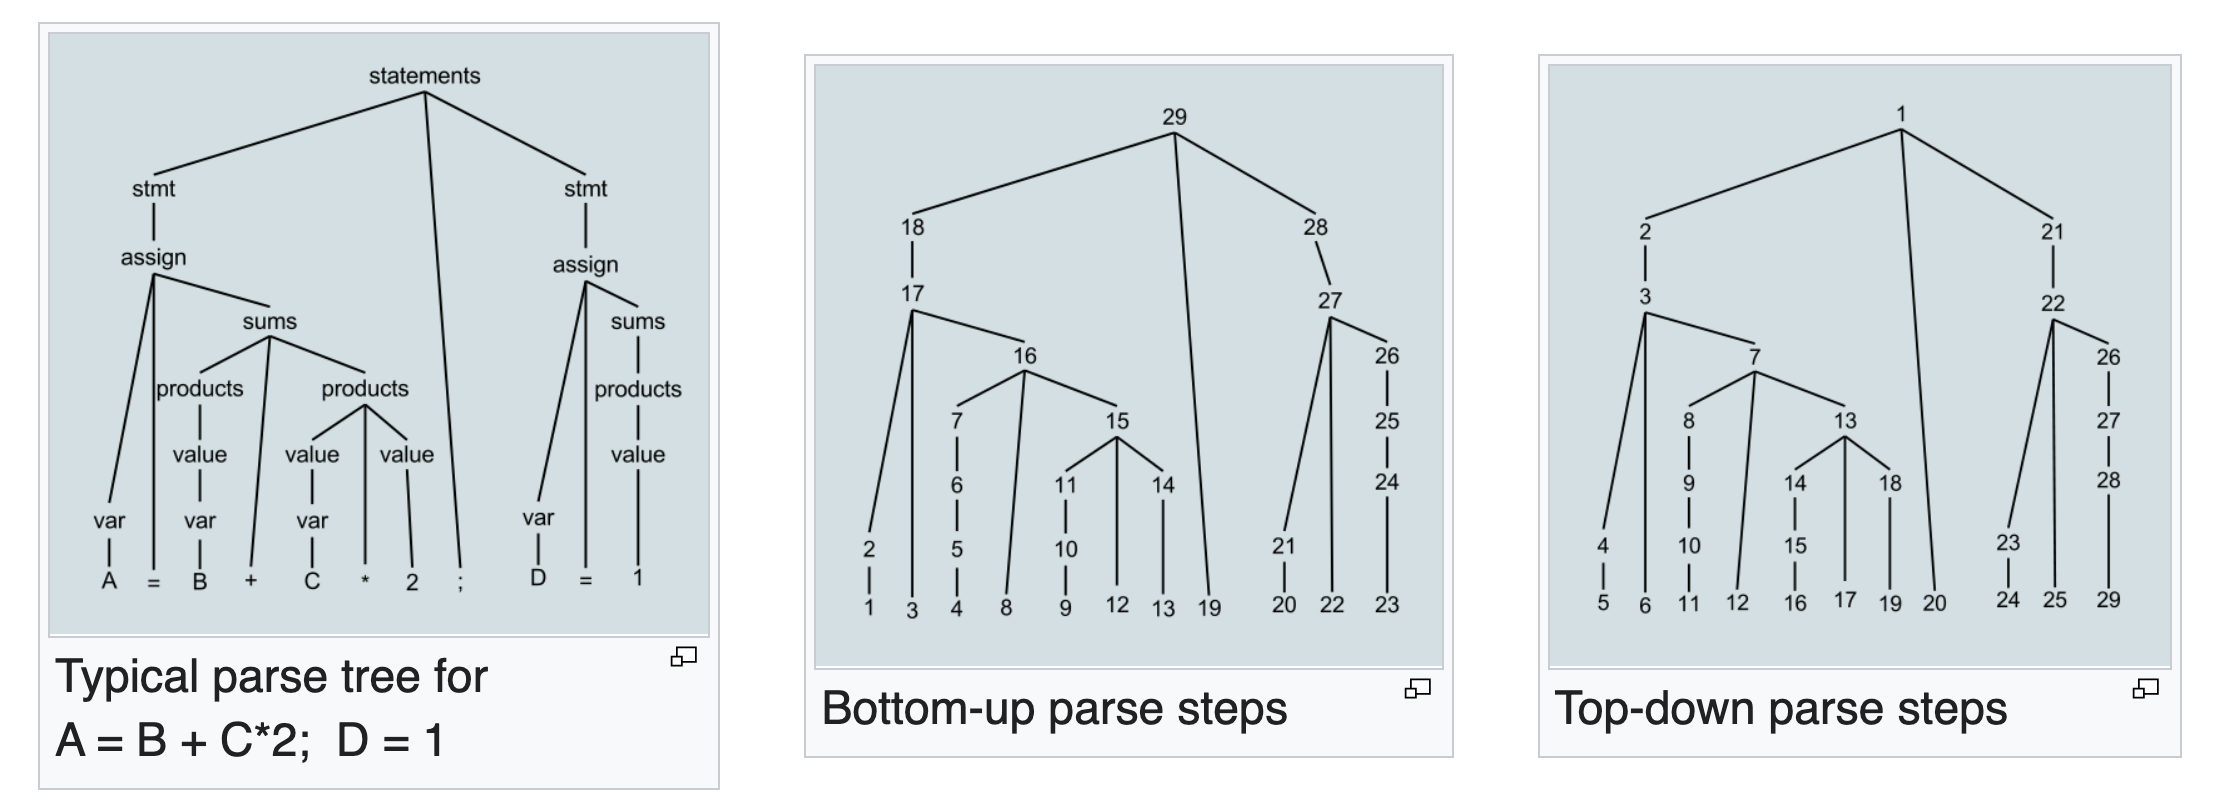 statements
stmt stmt
assign assign
sums sums
products products products
value value value value
var var var var
A = B + C * 2 ; D = 1
Typical parse tree for
A = B + C*2; D = 1
29
18 28
17 27
16 26
7 15 25
6 11 14 24
2 5 10 21
1 3 4 8 9 12 13 19 20 22 23
Bottom-up parse steps
1
2 21
3 22
7 26
8 13 27
9 14 18 28
4 10 15 23
5 6 11 12 16 17 19 20 24 25 29
Top-down parse steps